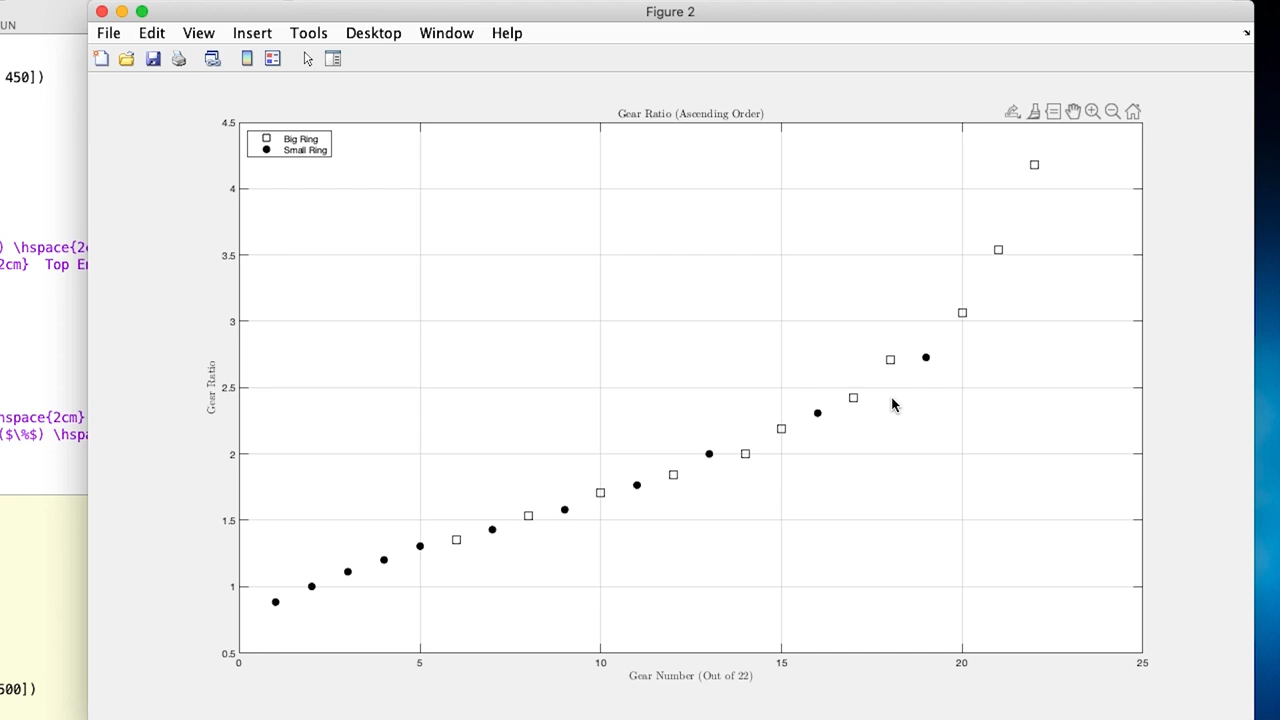 Figure 2
UN
File Edit View Insert Tools Desktop Window Help
450])
Gear Ratio (Ascending Order)
4.5
Big Ring
Small Ring
4
) \hspace{2
3.5
2cm} Top E
3
Gear Ratio
2.5
hspace{2cm}
($\%$) \hsp
2
1.5
1
0.5
500])
0 5 10 15 20 25
Gear Number (Out of 22)